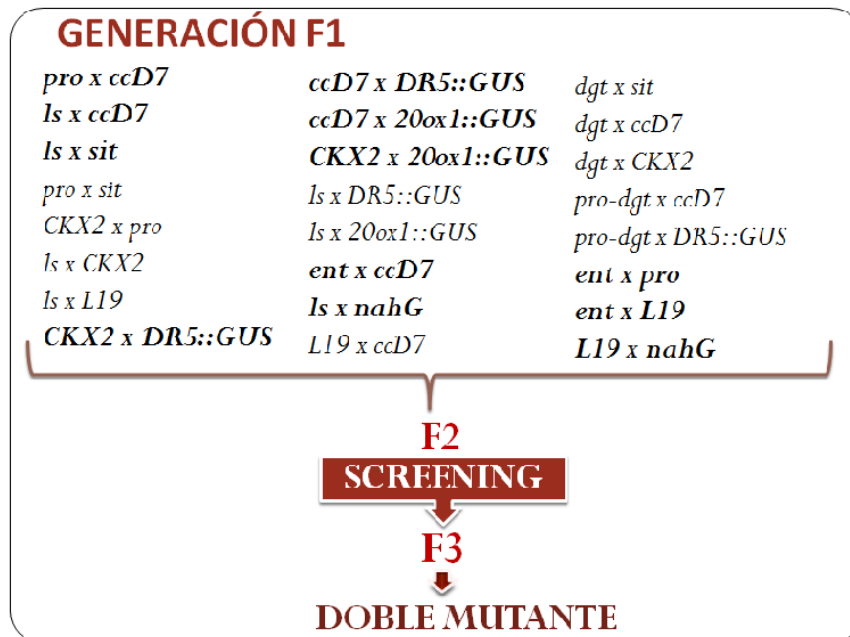 GENERACIÓN F1
pro x ccD7
ls x ccD7
ls x sit
pro x sit
CKX2 x pro
ls x CKX2
ls x L19
CKX2 x DR5::GUS
ccD7 x DR5::GUS
ccD7 x 20ox1::GUS
CKX2 x 20ox1::GUS
ls x DR5::GUS
ls x 20ox1::GUS
ent x ccD7
ls x nahG
L19 x ccD7
dgt x sit
dgt x ccD7
dgt x CKX2
pro-dgt x ccD7
pro-dgt x DR5::GUS
ent x pro
ent x L19
L19 x nahG
F2
SCREENING
F3
DOBLE MUTANTE